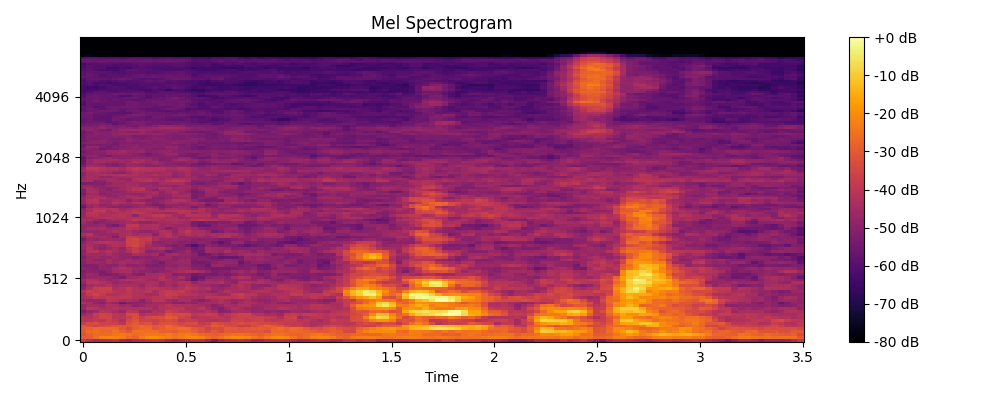 Mel Spectrogram
Hz
4096
2048
1024
512
0
0
0.5
1
1.5
2
2.5
3
3.5
Time
+0 dB
-10 dB
-20 dB
-30 dB
-40 dB
-50 dB
-60 dB
-70 dB
-80 dB